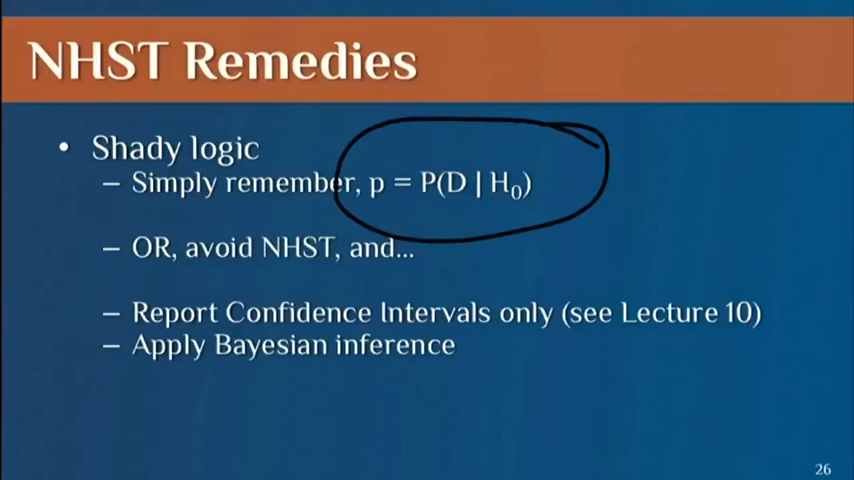 NHST Remedies
• Shady logic
– Simply remember, p = P(D | H₀)
– OR, avoid NHST, and...
– Report Confidence Intervals only (see Lecture 10)
– Apply Bayesian inference
26